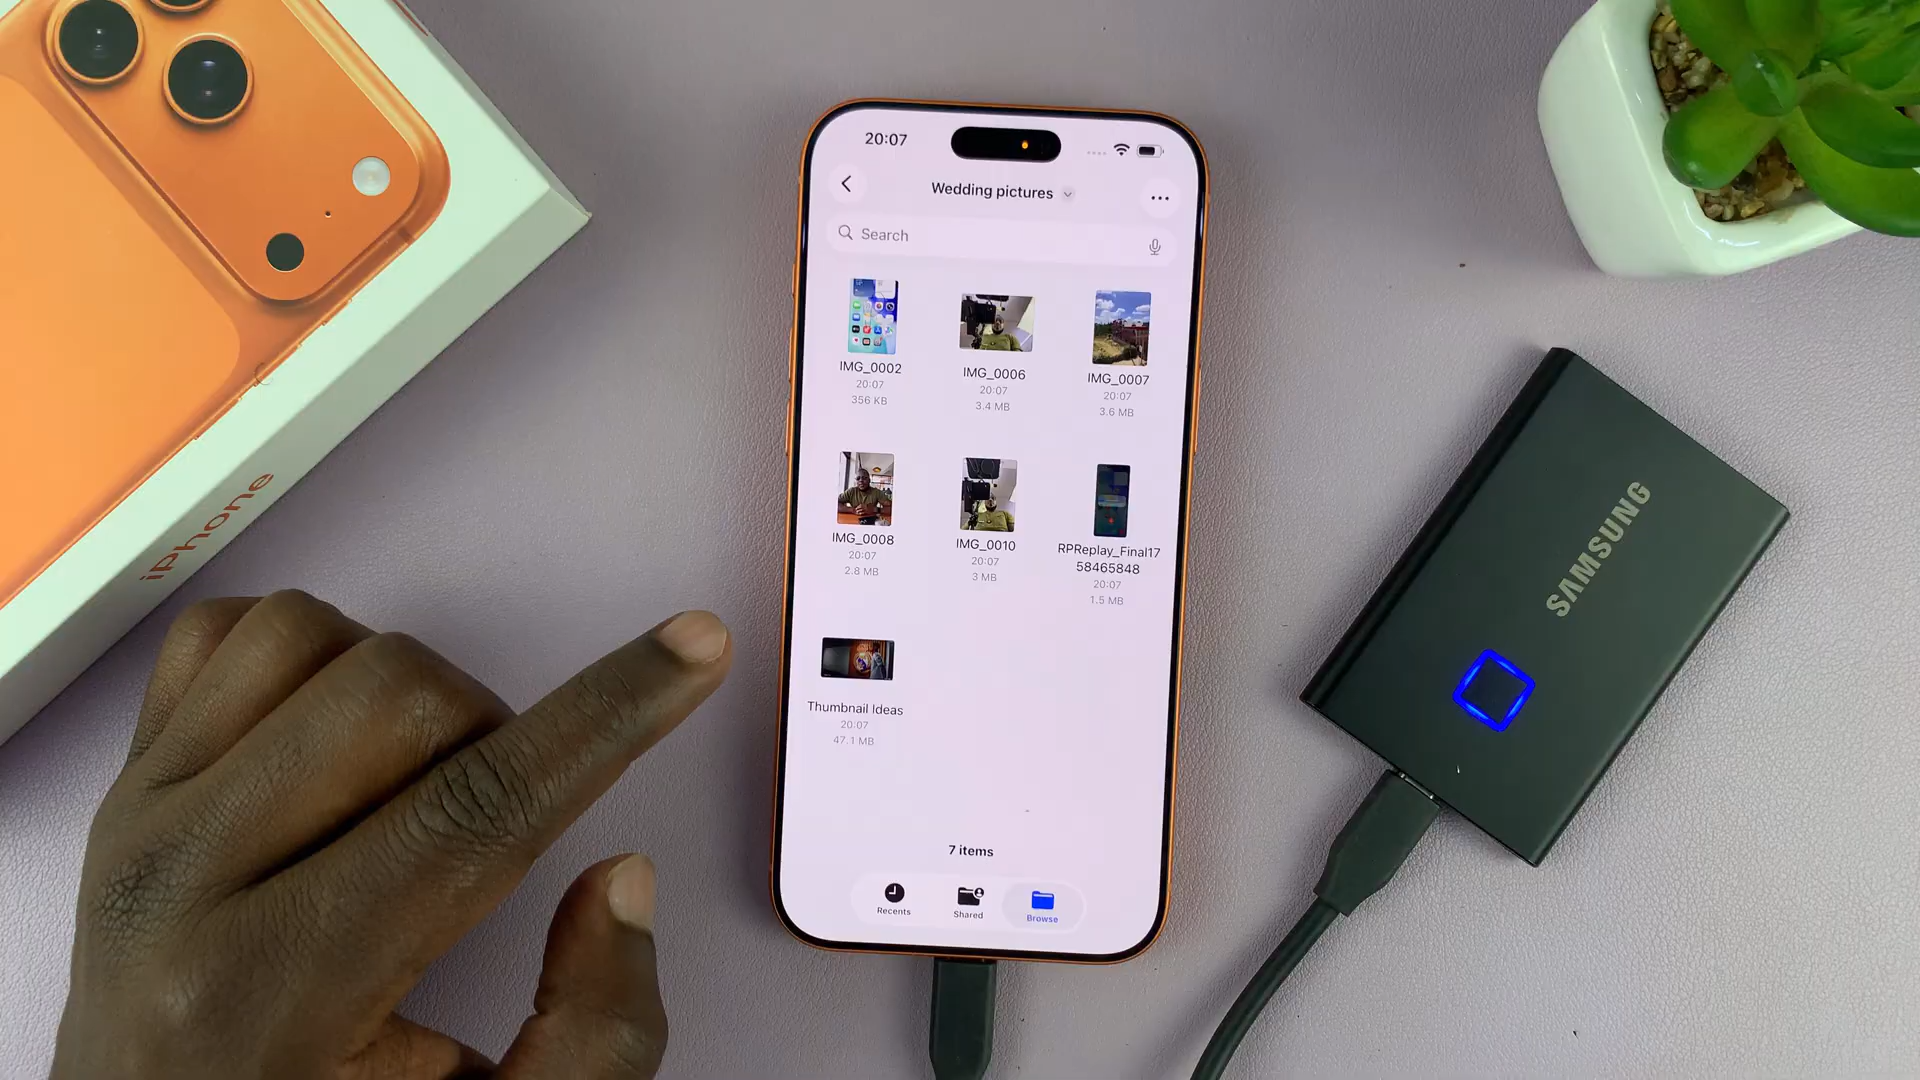 iPhone
20:07
Wedding pictures
Search
IMG_0002
20:07
356 KB
IMG_0006
20:07
3.4 MB
IMG_0007
20:07
3.6 MB
IMG_0008
20:07
2.8 MB
IMG_0010
20:07
3 MB
RPReplay_Final17
58465848
20:07
1.5 MB
Thumbnail Ideas
20:07
47.1 MB
7 items
Recents
Shared
Browse
SAMSUNG